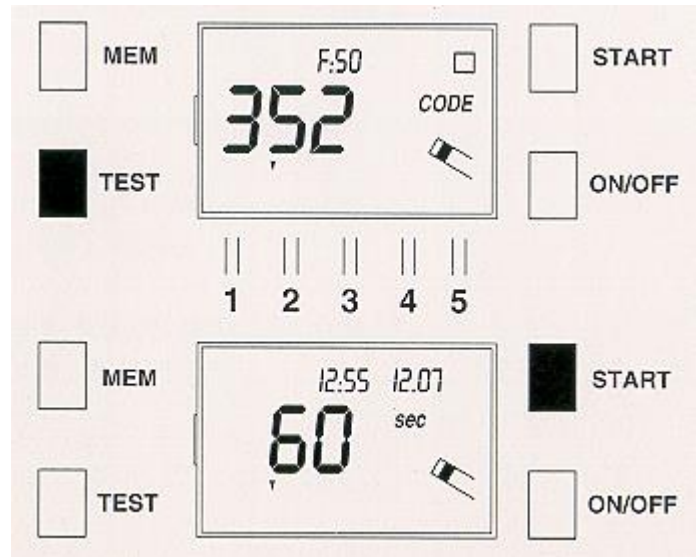 MEM
F:50
START
352
CODE
TEST
ON/OFF
1 2 3 4 5
MEM
12:55 12.07
START
60
sec
TEST
ON/OFF